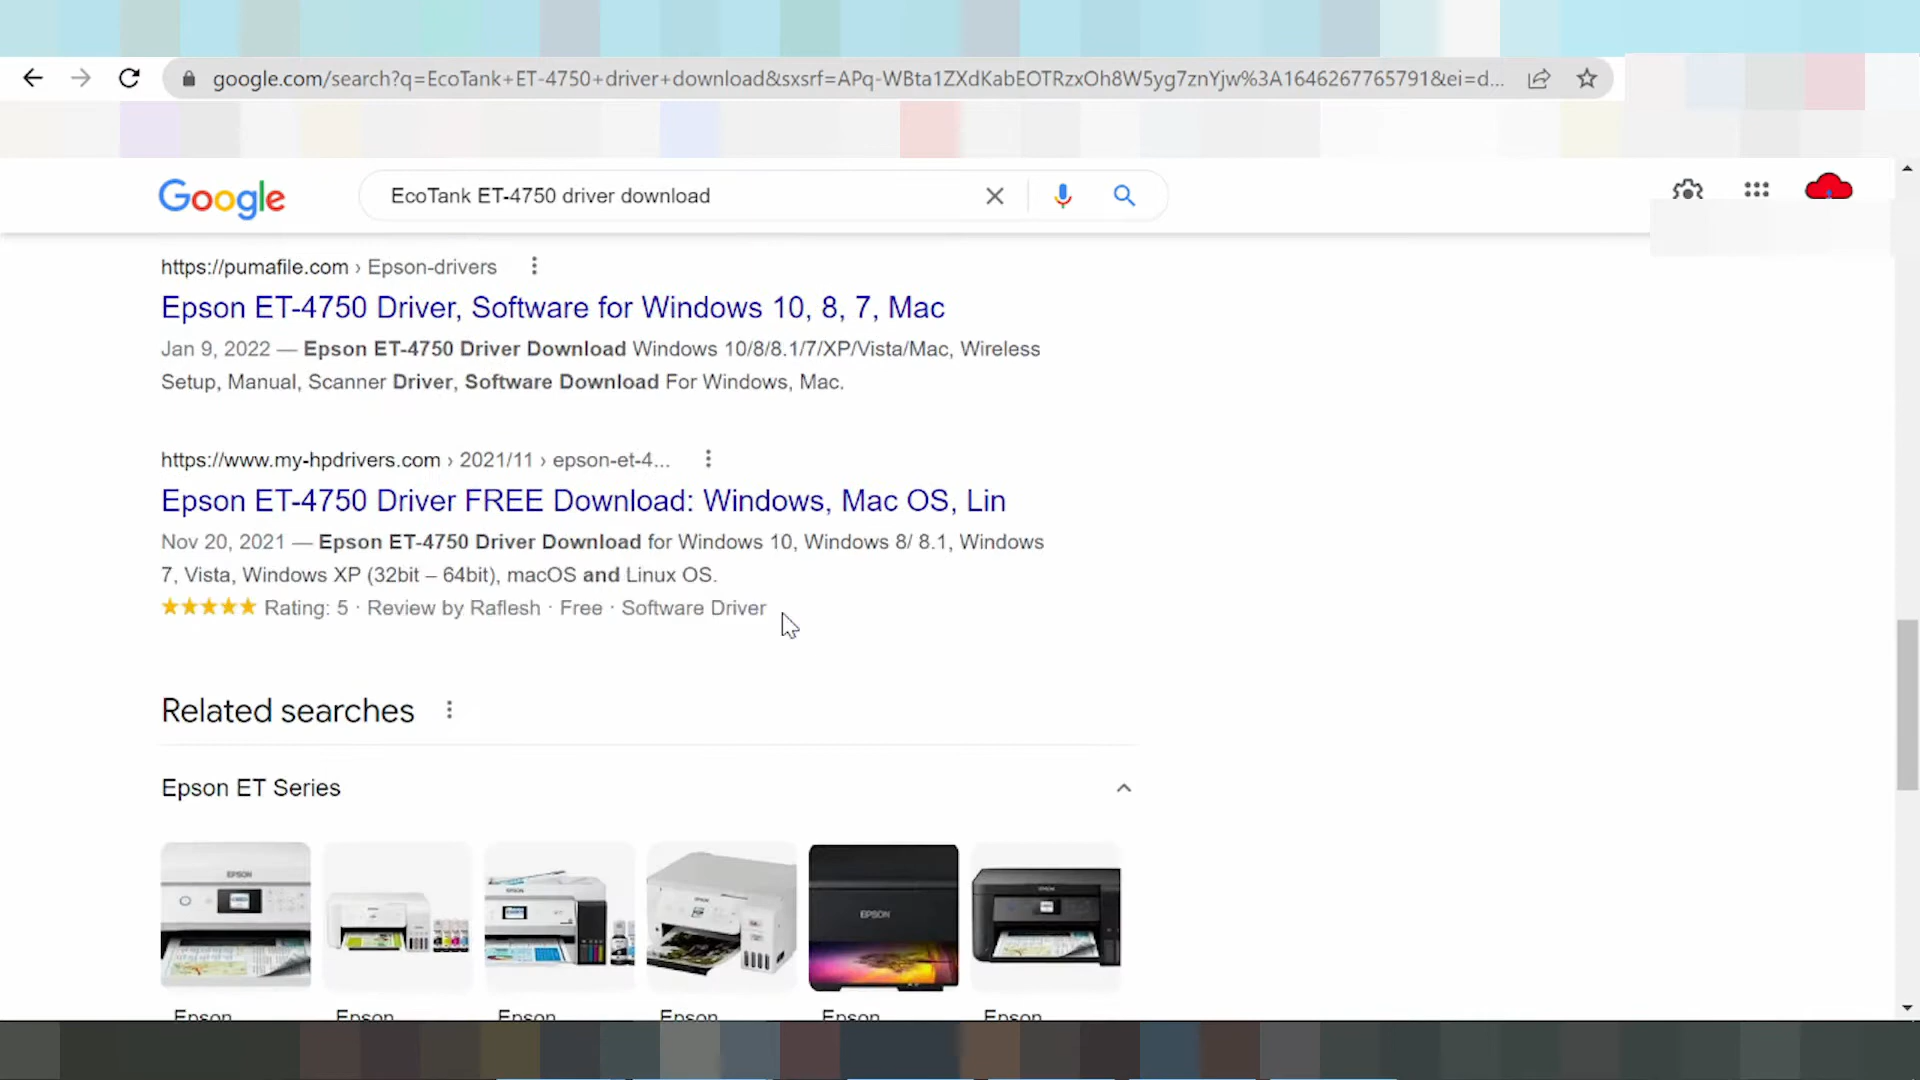 google.com/search?q=EcoTank+ET-4750+driver+download&sxsrf=APq-WBta1ZXdKabEOTRzxOh8W5yg7znYjw%3A1646267765791&ei=d...
Google
EcoTank ET-4750 driver download
https://pumafile.com › Epson-drivers
Epson ET-4750 Driver, Software for Windows 10, 8, 7, Mac
Jan 9, 2022 — Epson ET-4750 Driver Download Windows 10/8/8.1/7/XP/Vista/Mac, Wireless
Setup, Manual, Scanner Driver, Software Download For Windows, Mac.
https://www.my-hpdrivers.com › 2021/11 › epson-et-4...
Epson ET-4750 Driver FREE Download: Windows, Mac OS, Lin
Nov 20, 2021 — Epson ET-4750 Driver Download for Windows 10, Windows 8/ 8.1, Windows
7, Vista, Windows XP (32bit – 64bit), macOS and Linux OS.
Rating: 5 · Review by Raflesh · Free · Software Driver
Related searches
Epson ET Series
EPSON
EPSON
EPSON
Epson Epson Epson Epson Epson Epson